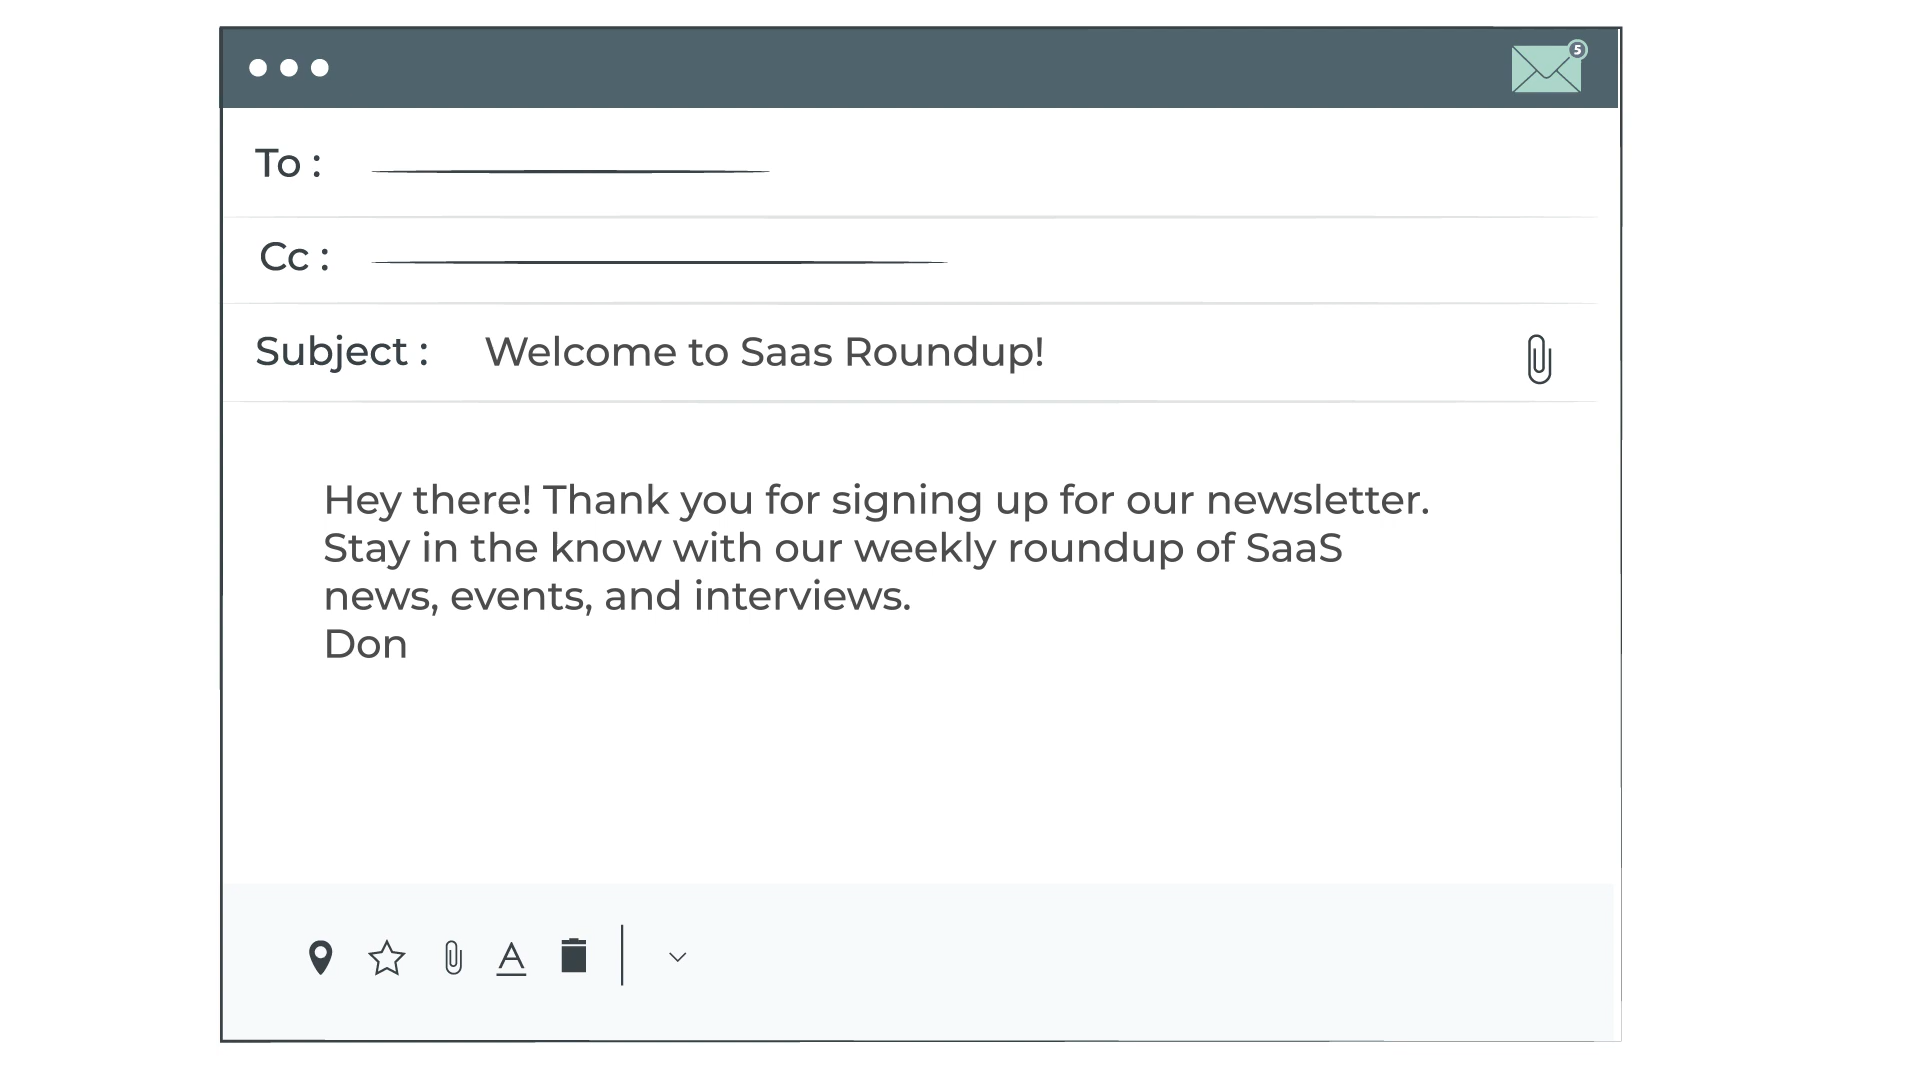 5
To :
Cc :
Subject : Welcome to Saas Roundup!
Hey there! Thank you for signing up for our newsletter.
Stay in the know with our weekly roundup of SaaS
news, events, and interviews.
Don
A